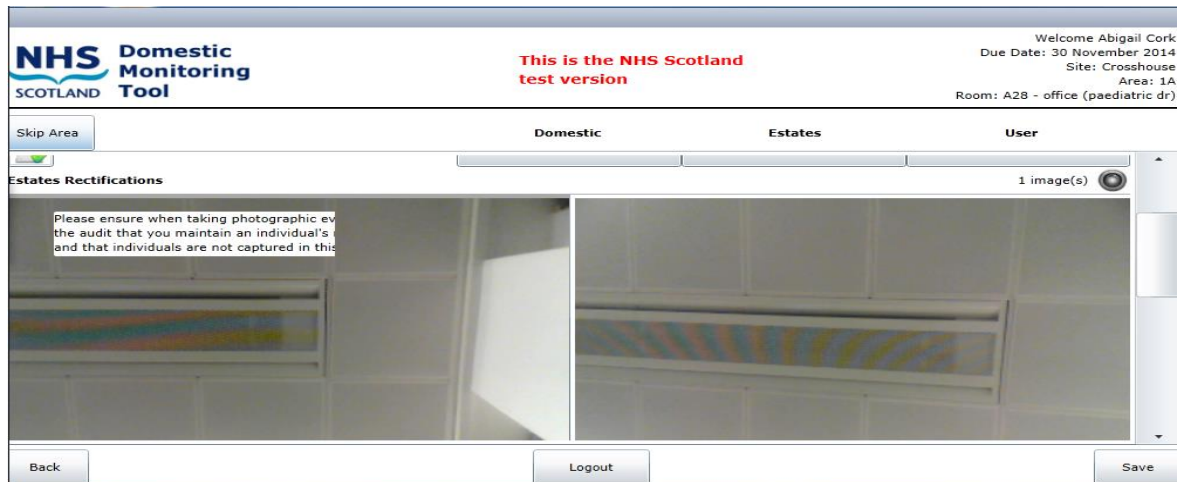 NHS
SCOTLAND
Domestic
Monitoring
Tool
This is the NHS Scotland
test version
Welcome Abigail Cork
Due Date: 30 November 2014
Site: Crosshouse
Area: 1A
Room: A28 - office (paediatric dr)
Skip Area
Domestic
Estates
User
Estates Rectifications
1 image(s)
Please ensure when taking photographic ev
the audit that you maintain an individual's
and that individuals are not captured in this
Back
Logout
Save